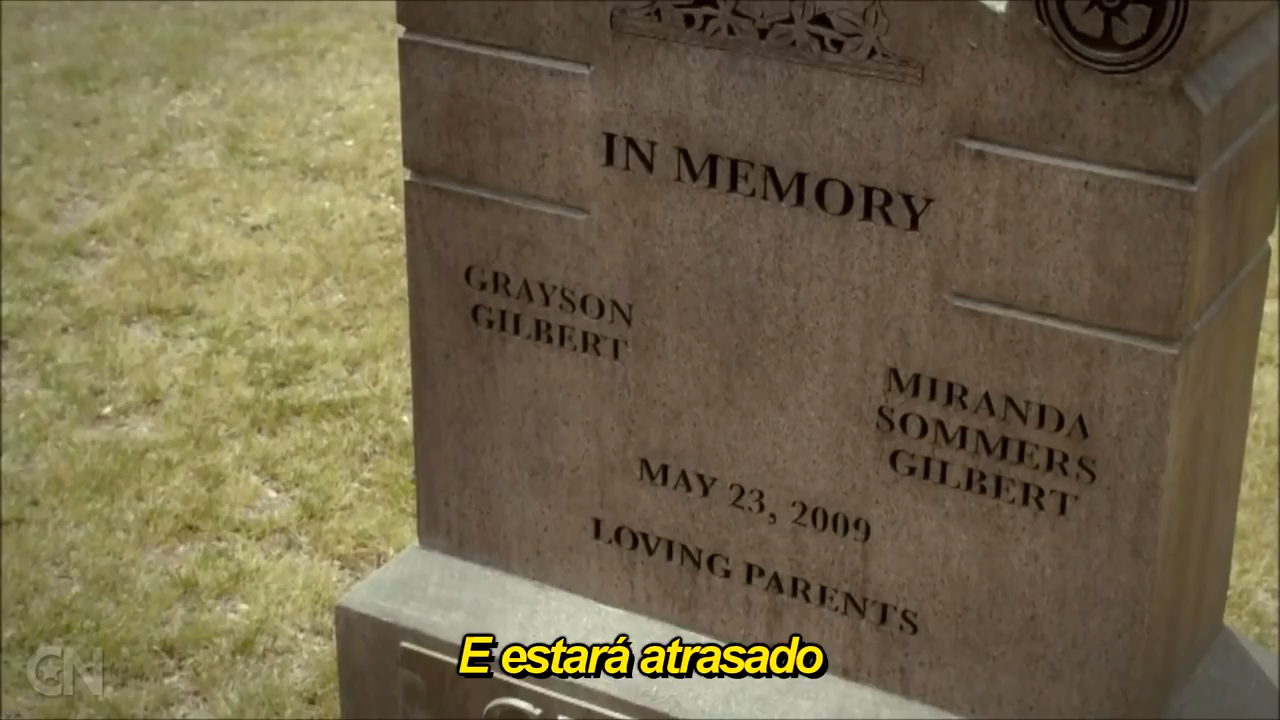 IN MEMORY
GRAYSON
GILBERT
MIRANDA
SOMMERS
GILBERT
MAY 23, 2009
LOVING PARENTS
E estará atrasado
CN